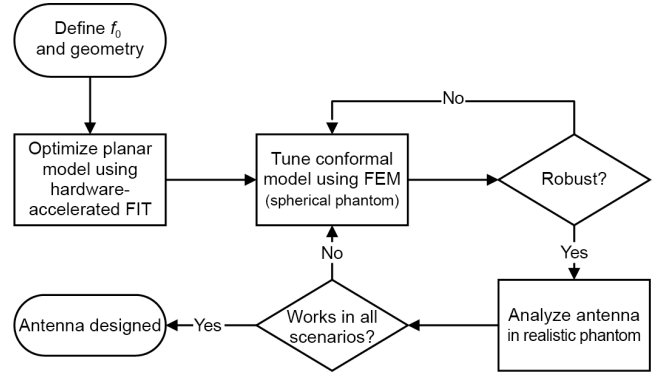 Define f₀
and geometry
Optimize planar
model using
hardware-
accelerated FIT
Tune conformal
model using FEM
(spherical phantom)
No
Robust?
Yes
Analyze antenna
in realistic phantom
Works in all
scenarios?
No
Yes
Antenna designed